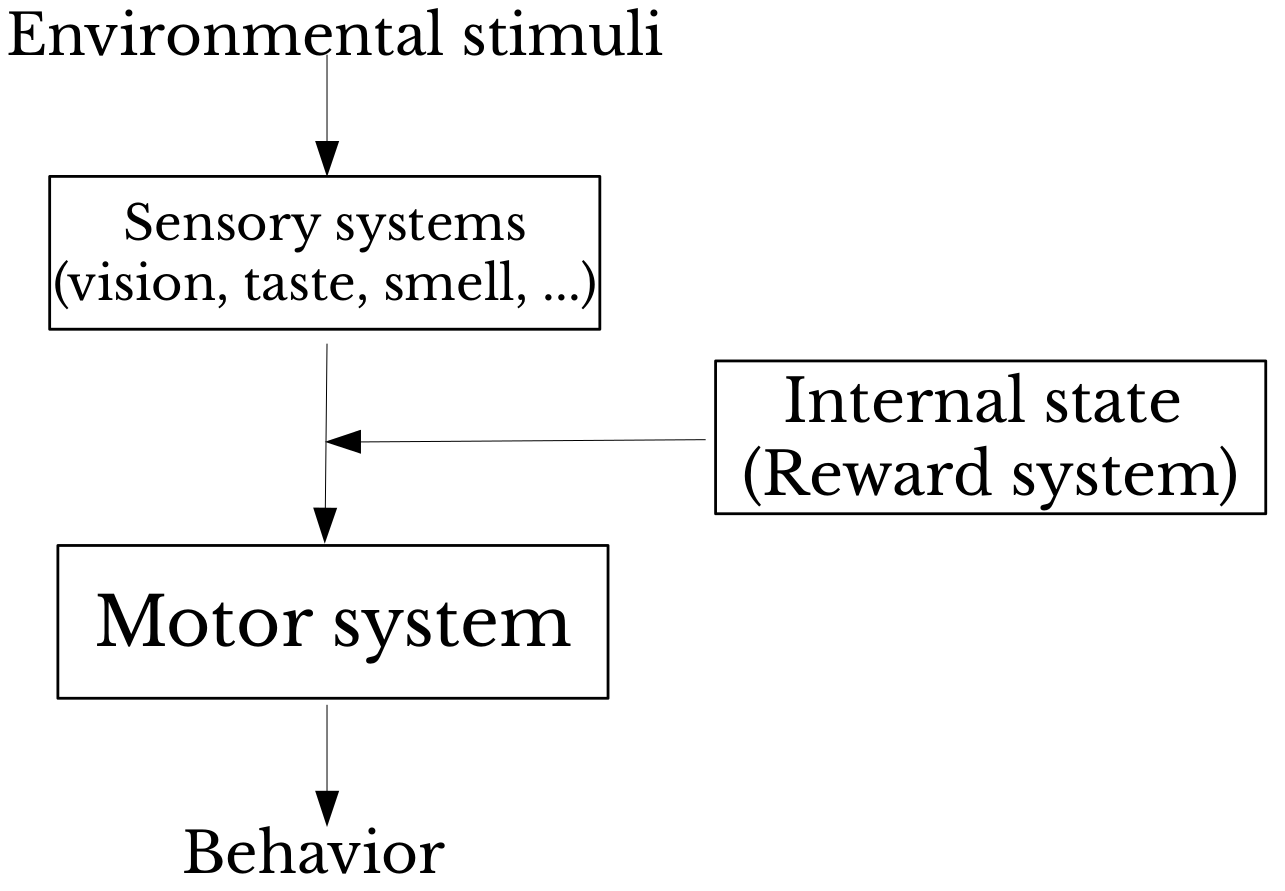 Environmental stimuli
Sensory systems
(vision, taste, smell, ...)
Internal state
(Reward system)
Motor system
Behavior